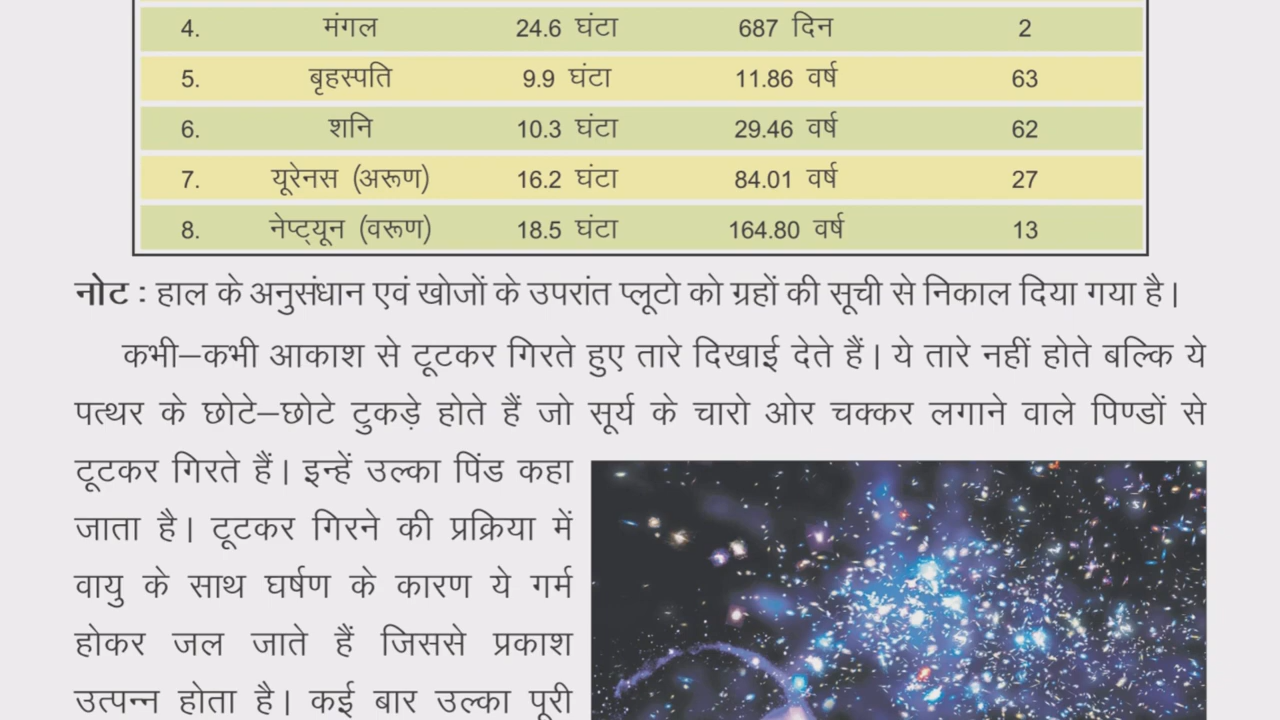 4. मंगल 24.6 घंटा 687 दिन 2
5. बृहस्पति 9.9 घंटा 11.86 वर्ष 63
6. शनि 10.3 घंटा 29.46 वर्ष 62
7. यूरेनस (अरूण) 16.2 घंटा 84.01 वर्ष 27
8. नेप्ट्यून (वरूण) 18.5 घंटा 164.80 वर्ष 13
नोट : हाल के अनुसंधान एवं खोजों के उपरांत प्लूटो को ग्रहों की सूची से निकाल दिया गया है।
कभी–कभी आकाश से टूटकर गिरते हुए तारे दिखाई देते हैं। ये तारे नहीं होते बल्कि ये
पत्थर के छोटे–छोटे टुकड़े होते हैं जो सूर्य के चारो ओर चक्कर लगाने वाले पिण्डों से
टूटकर गिरते हैं। इन्हें उल्का पिंड कहा
जाता है। टूटकर गिरने की प्रक्रिया में
वायु के साथ घर्षण के कारण ये गर्म
होकर जल जाते हैं जिससे प्रकाश
उत्पन्न होता है। कई बार उल्का पूरी